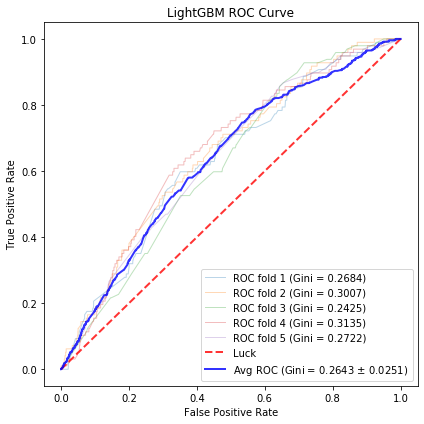 LightGBM ROC Curve
True Positive Rate
1.0
0.8
0.6
0.4
0.2
0.0
ROC fold 1 (Gini = 0.2684)
ROC fold 2 (Gini = 0.3007)
ROC fold 3 (Gini = 0.2425)
ROC fold 4 (Gini = 0.3135)
ROC fold 5 (Gini = 0.2722)
Luck
Avg ROC (Gini = 0.2643 ± 0.0251)
0.0 0.2 0.4 0.6 0.8 1.0
False Positive Rate